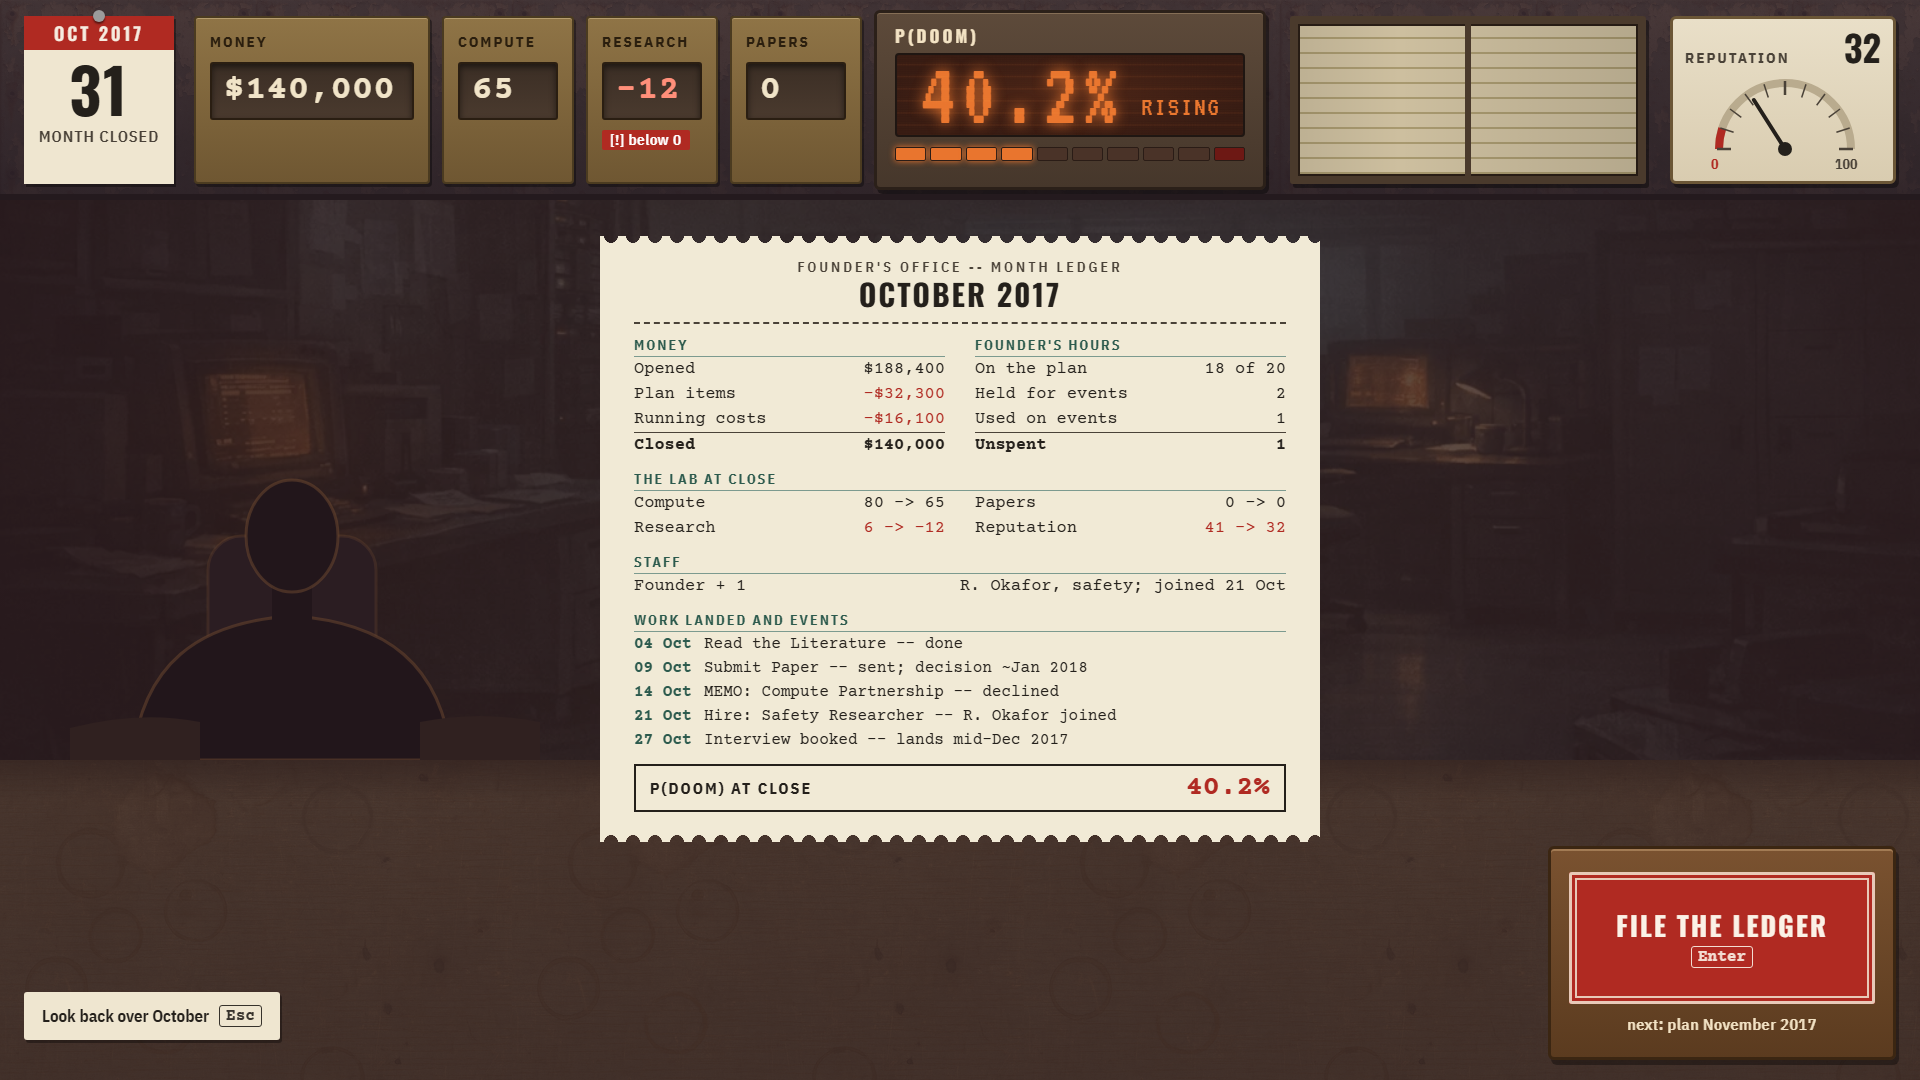 OCT 2017
31
MONTH CLOSED
MONEY
$140,000
COMPUTE
65
RESEARCH
-12
[!] below 0
PAPERS
0
P(DOOM)
40.2% RISING
REPUTATION 32
0 100
FOUNDER'S OFFICE -- MONTH LEDGER
OCTOBER 2017
MONEY
Opened $188,400
Plan items -$32,300
Running costs -$16,100
Closed $140,000
FOUNDER'S HOURS
On the plan 18 of 20
Held for events 2
Used on events 1
Unspent 1
THE LAB AT CLOSE
Compute 80 -> 65 Papers 0 -> 0
Research 6 -> -12 Reputation 41 -> 32
STAFF
Founder + 1 R. Okafor, safety; joined 21 Oct
WORK LANDED AND EVENTS
04 Oct Read the Literature -- done
09 Oct Submit Paper -- sent; decision ~Jan 2018
14 Oct MEMO: Compute Partnership -- declined
21 Oct Hire: Safety Researcher -- R. Okafor joined
27 Oct Interview booked -- lands mid-Dec 2017
P(DOOM) AT CLOSE 40.2%
Look back over October Esc
FILE THE LEDGER
Enter
next: plan November 2017